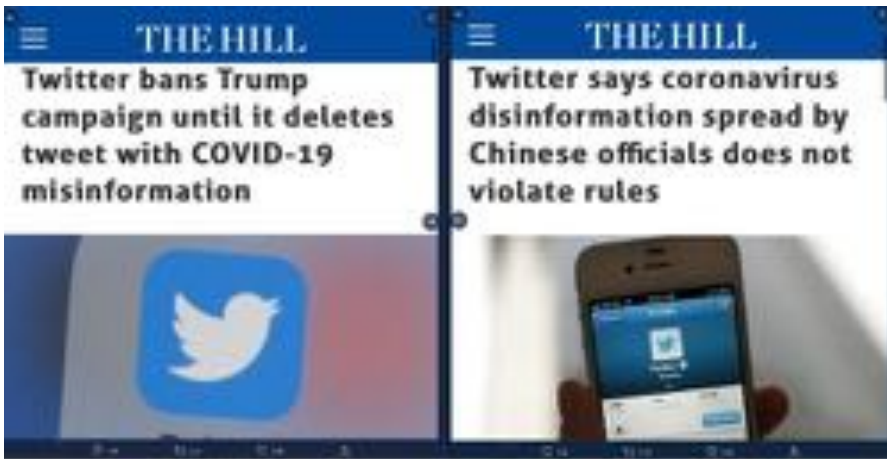 THE HILL
Twitter bans Trump
campaign until it deletes
tweet with COVID-19
misinformation
THE HILL
Twitter says coronavirus
disinformation spread by
Chinese officials does not
violate rules